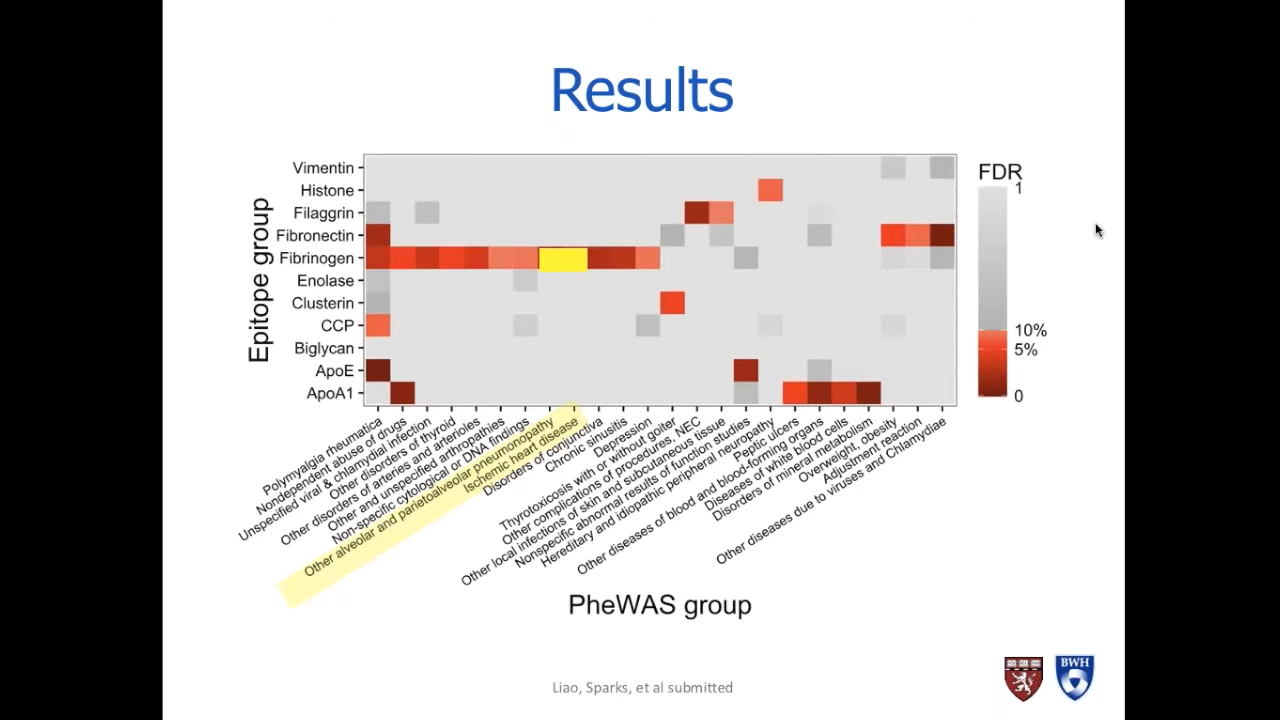 Results
Epitope group
Vimentin
Histone
Filaggrin
Fibronectin
Fibrinogen
Enolase
Clusterin
CCP
Biglycan
ApoE
ApoA1
FDR
1
10%
5%
0
Polymyalgia rheumatica
Nondependent abuse of drugs
Unspecified viral & chlamydial infection
Other disorders of thyroid
Other disorders of arteries and arterioles
Other and unspecified arthropathies
Non-specific cytological or DNA findings
Other alveolar and parietoalveolar pneumonopathy
Ischemic heart disease
Disorders of conjunctiva
Chronic sinusitis
Depression
Thyrotoxicosis with or without goiter
Other complications of procedures, NEC
Other local infections of skin and subcutaneous tissue
Nonspecific abnormal results of function studies
Hereditary and idiopathic peripheral neuropathy
Peptic ulcers
Other diseases of blood and blood-forming organs
Diseases of white blood cells
Disorders of mineral metabolism
Overweight, obesity
Adjustment reaction
Other diseases due to viruses and Chlamydiae
PheWAS group
Liao, Sparks, et al submitted
BWH